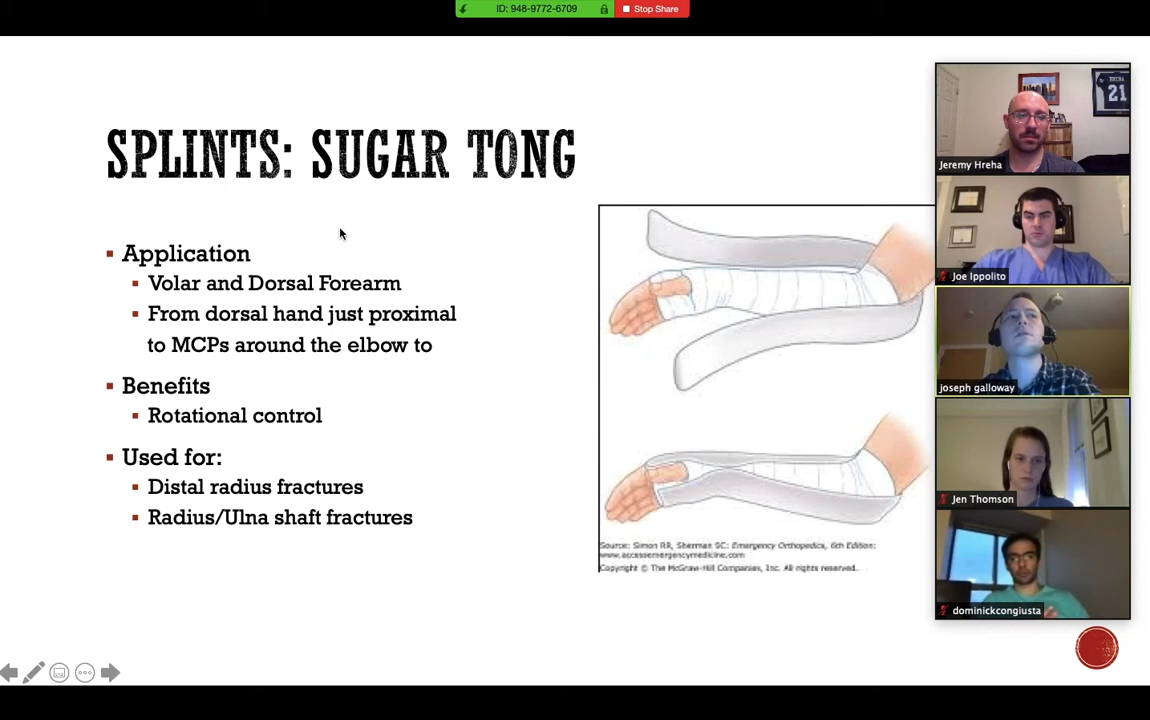 ID: 948-9772-6709
Stop Share
SPLINTS: SUGAR TONG
Application
Volar and Dorsal Forearm
From dorsal hand just proximal
to MCPs around the elbow to
Benefits
Rotational control
Used for:
Distal radius fractures
Radius/Ulna shaft fractures
Source: Simon RR, Sherman SC: Emergency Orthopedics, 6th Edition:
www.accessemergencymedicine.com
Copyright © The McGraw-Hill Companies, Inc. All rights reserved.
21
Jeremy Hreha
Joe Ippolito
joseph galloway
Jen Thomson
dominickcongiusta